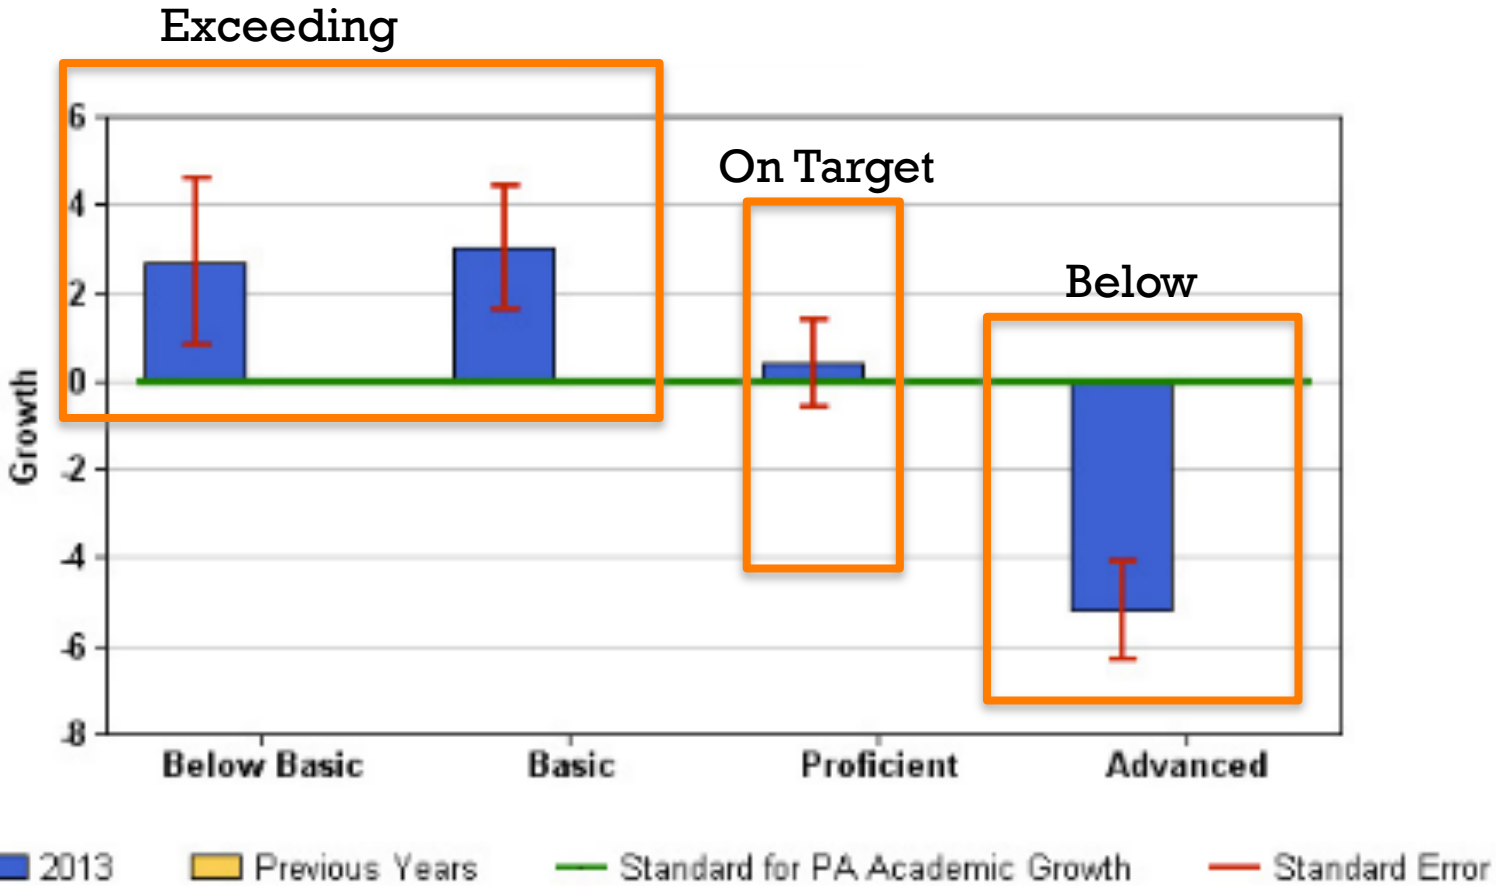 Exceeding
On Target
Below
6
4
2
0
-2
-4
-6
-8
Growth
Below Basic Basic Proficient Advanced
2013 Previous Years Standard for PA Academic Growth Standard Error